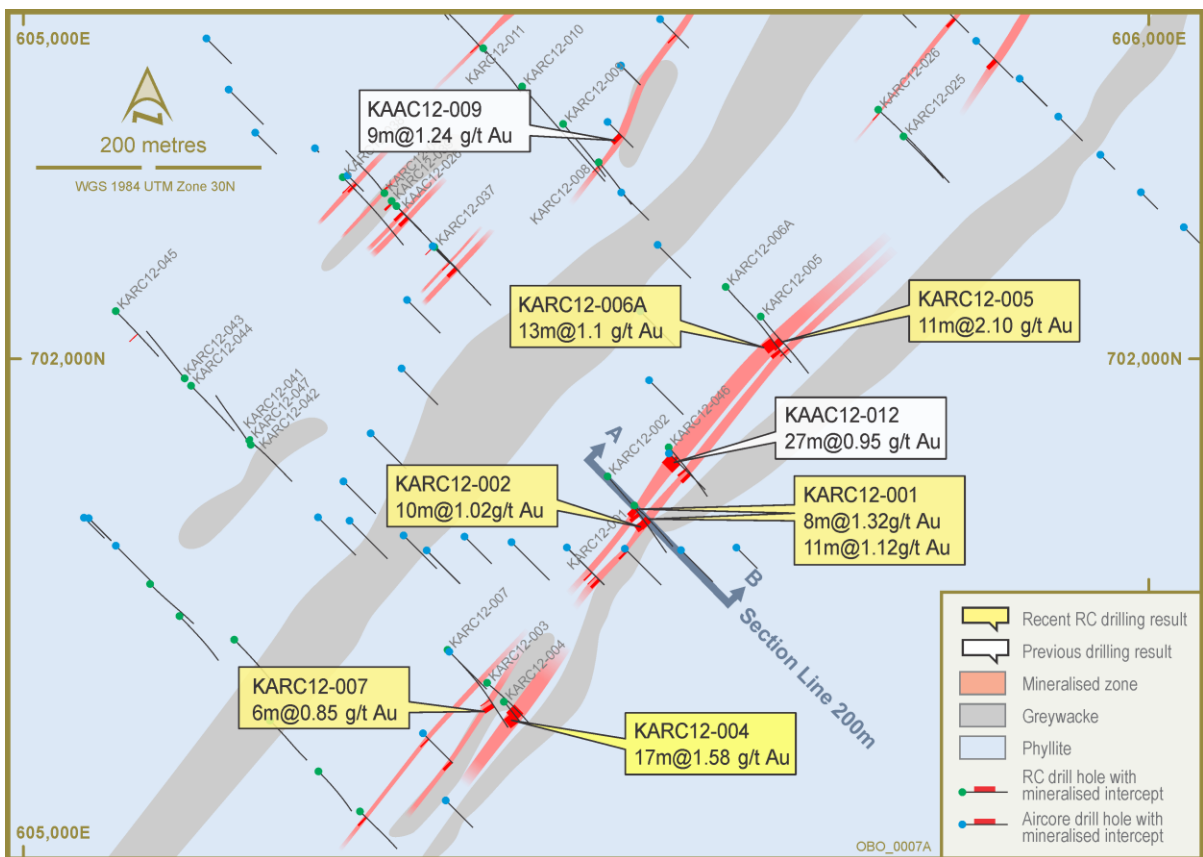 605,000E
606,000E
N
200 metres
WGS 1984 UTM Zone 30N
KARC12-011
KARC12-010
KARC12-008
KARC12-026
KARC12-025
KAAC12-009
9m@1.24 g/t Au
KAAC12-026
KARC12-037
KARC12-045
KARC12-043
KARC12-044
KARC12-041
KARC12-047
KARC12-042
KARC12-006A
KARC12-005
KARC12-006A
13m@1.1 g/t Au
KARC12-005
11m@2.10 g/t Au
702,000N
702,000N
KARC12-046
KARC12-002
A
KAAC12-012
27m@0.95 g/t Au
KARC12-002
10m@1.02g/t Au
KARC12-001
8m@1.32g/t Au
11m@1.12g/t Au
KARC12-001
B
Section Line 200m
KARC12-007
KARC12-003
KARC12-004
KARC12-007
6m@0.85 g/t Au
KARC12-004
17m@1.58 g/t Au
Recent RC drilling result
Previous drilling result
Mineralised zone
Greywacke
Phyllite
RC drill hole with
mineralised intercept
Aircore drill hole with
mineralised intercept
605,000E
OBO_0007A